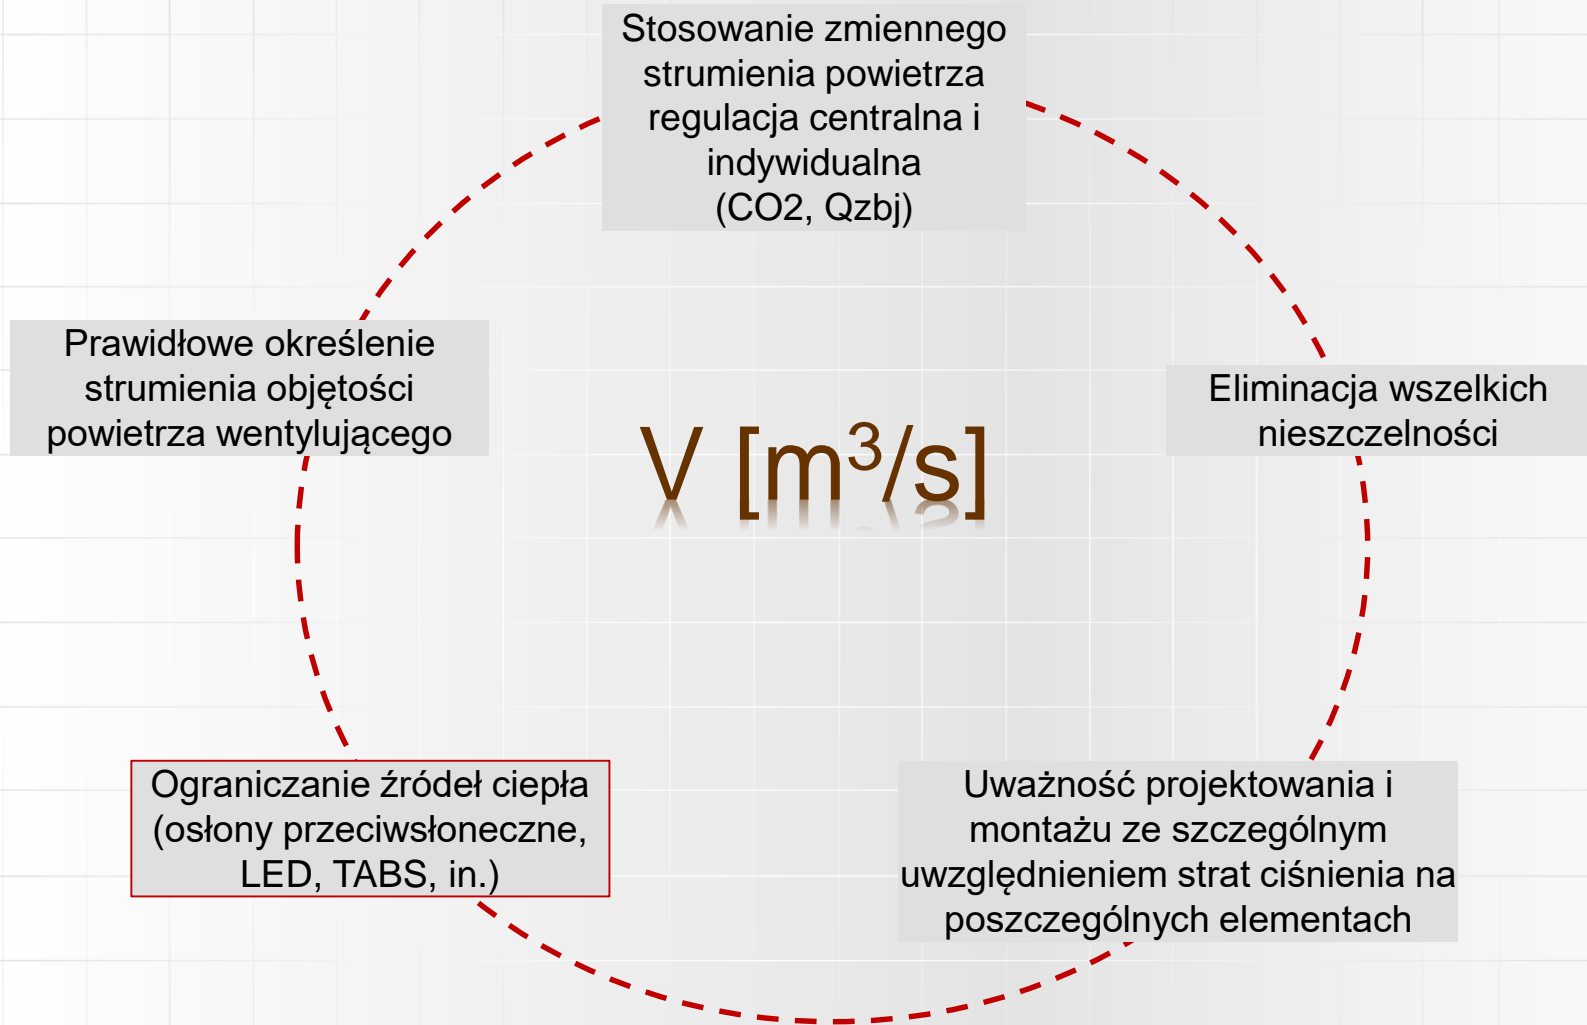 Stosowanie zmiennego
strumienia powietrza
regulacja centralna i
indywidualna
(CO2, Qzbj)
Prawidłowe określenie
strumienia objętości
powietrza wentylującego
Eliminacja wszelkich
nieszczelności
V [m³/s]
Ograniczanie źródeł ciepła
(osłony przeciwsłoneczne,
LED, TABS, in.)
Uważność projektowania i
montażu ze szczególnym
uwzględnieniem strat ciśnienia na
poszczególnych elementach